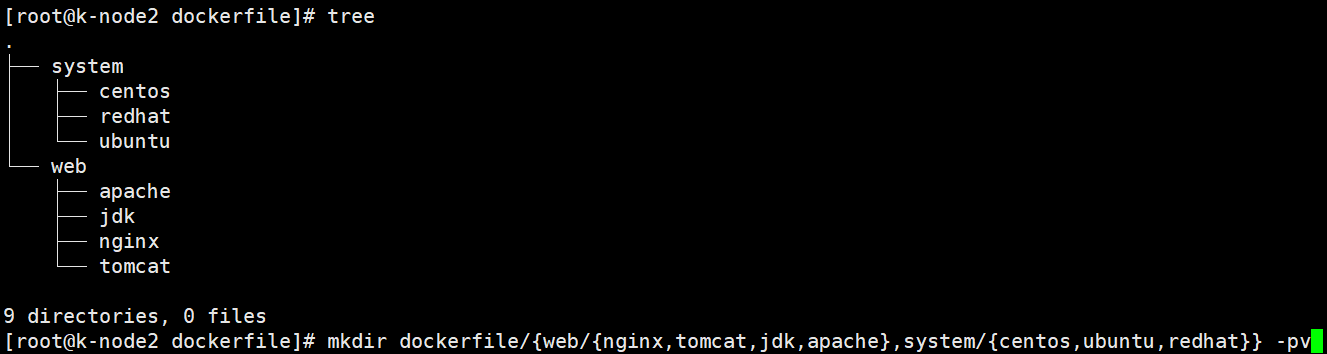 [root@k-node2 dockerfile]# tree
.
├── system
│   ├── centos
│   ├── redhat
│   └── ubuntu
└── web
    ├── apache
    ├── jdk
    ├── nginx
    └── tomcat
9 directories, 0 files
[root@k-node2 dockerfile]# mkdir dockerfile/{web/{nginx,tomcat,jdk,apache},system/{centos,ubuntu,redhat}} -pv